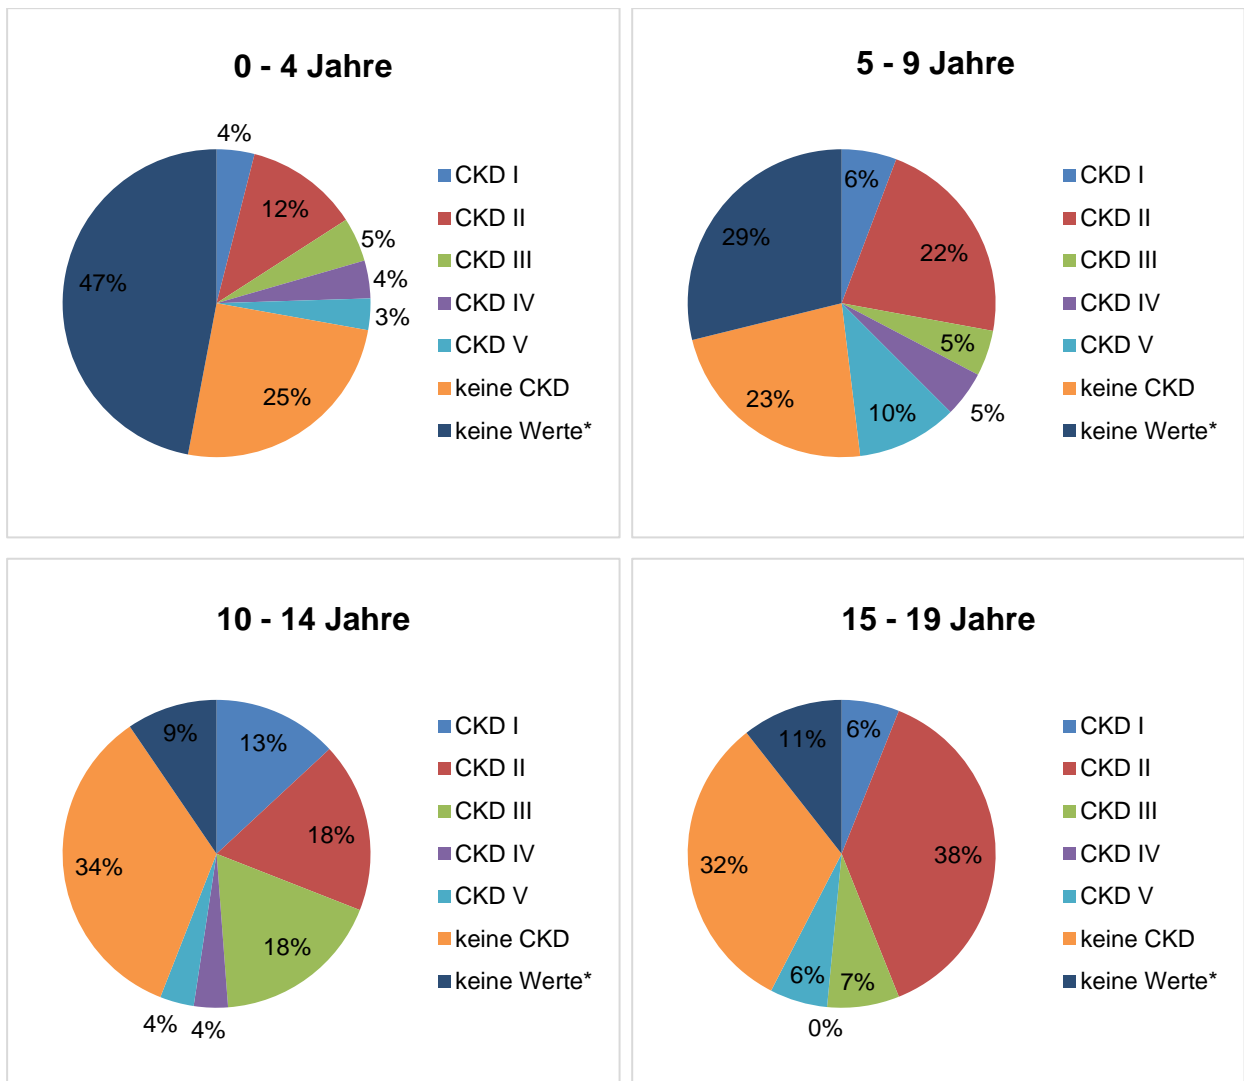 0 - 4 Jahre
4%
12%
5%
4%
3%
25%
47%
CKD I
CKD II
CKD III
CKD IV
CKD V
keine CKD
keine Werte*
5 - 9 Jahre
6%
22%
5%
5%
10%
23%
29%
CKD I
CKD II
CKD III
CKD IV
CKD V
keine CKD
keine Werte*
10 - 14 Jahre
13%
18%
18%
4%
4%
34%
9%
CKD I
CKD II
CKD III
CKD IV
CKD V
keine CKD
keine Werte*
15 - 19 Jahre
6%
38%
7%
0%
6%
32%
11%
CKD I
CKD II
CKD III
CKD IV
CKD V
keine CKD
keine Werte*